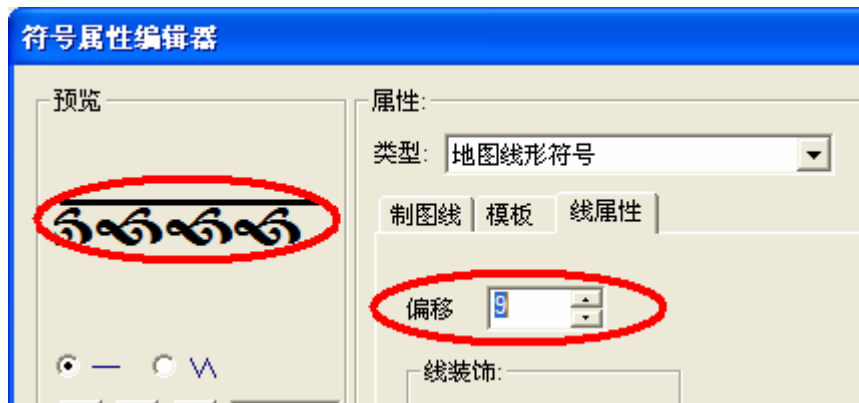 符号属性编辑器
预览
属性:
类型: 地图线形符号
制图线 模板 线属性
偏移 9
线装饰: